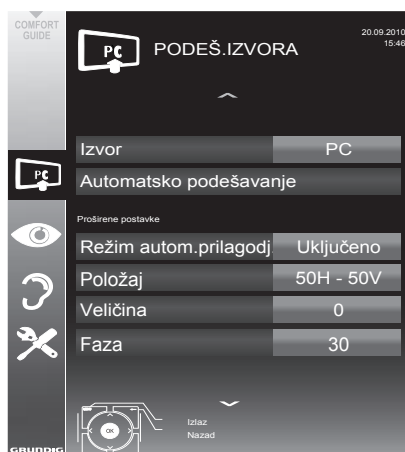 COMFORT
GUIDE
PC
PODEŠ.IZVORA
20.09.2010
15:46
Izvor PC
PC
Automatsko podešavanje
Proširene postavke
Režim autom.prilagodj. Uključeno
Položaj 50H - 50V
Veličina 0
Faza 30
OK
Izlaz
Nazad
GRUNDIG